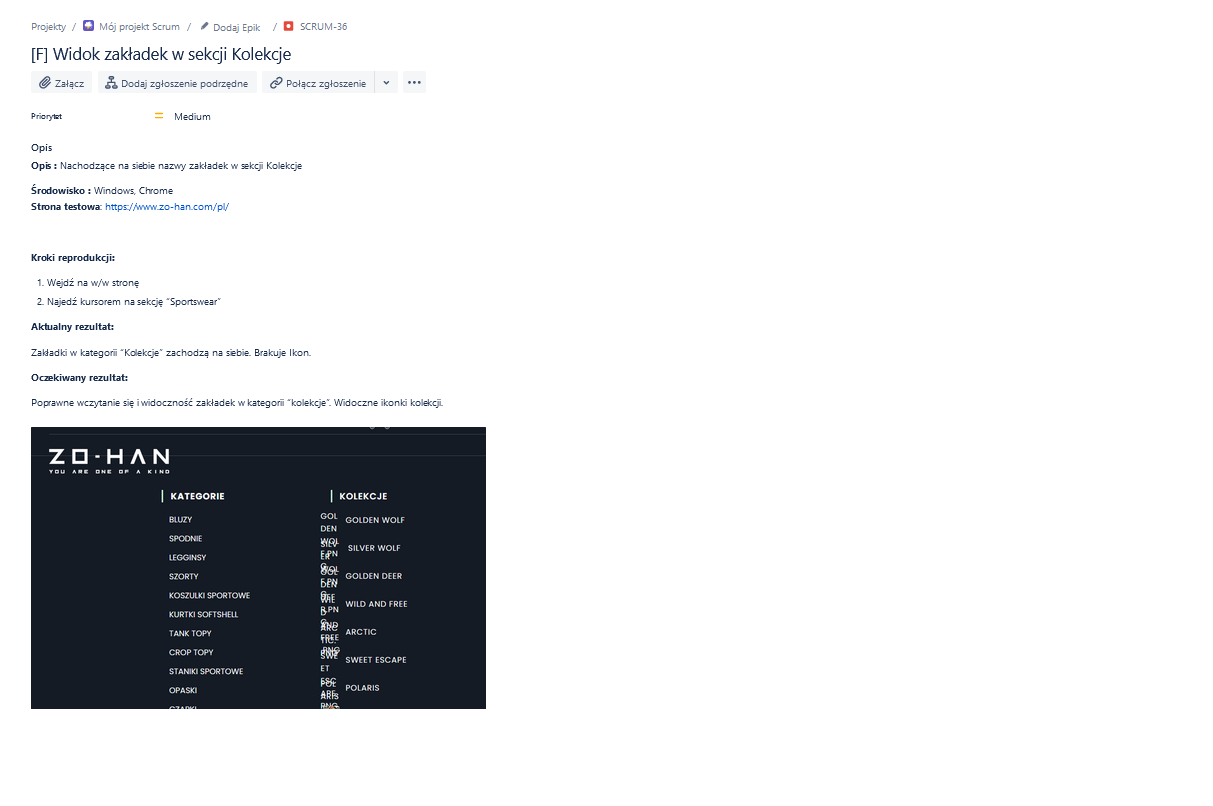 Projekty / Mój projekt Scrum / Dodaj Epik / SCRUM-36
[F] Widok zakładek w sekcji Kolekcje
Załącz Dodaj zgłoszenie podrzędne Połącz zgłoszenie
Priorytet Medium
Opis
Opis : Nachodzące na siebie nazwy zakładek w sekcji Kolekcje
Środowisko : Windows, Chrome
Strona testowa: https://www.zo-han.com/pl/
Kroki reprodukcji:
1. Wejdź na w/w stronę
2. Najedź kursorem na sekcję “Sportswear”
Aktualny rezultat:
Zakładki w kategorii “Kolekcje” zachodzą na siebie. Brakuje Ikon.
Oczekiwany rezultat:
Poprawne wczytanie się i widoczność zakładek w kategorii “kolekcje”. Widoczne ikonki kolekcji.
ZO-HAN
YOU ARE ONE OF A KIND
KATEGORIE
BLUZY
SPODNIE
LEGGINSY
SZORTY
KOSZULKI SPORTOWE
KURTKI SOFTSHELL
TANK TOPY
CROP TOPY
STANIKI SPORTOWE
OPASKI
CZAPKI
KOLEKCJE
GOLDEN WOLF
SILVER WOLF
GOLDEN DEER
WILD AND FREE
ARCTIC
SWEET ESCAPE
POLARIS